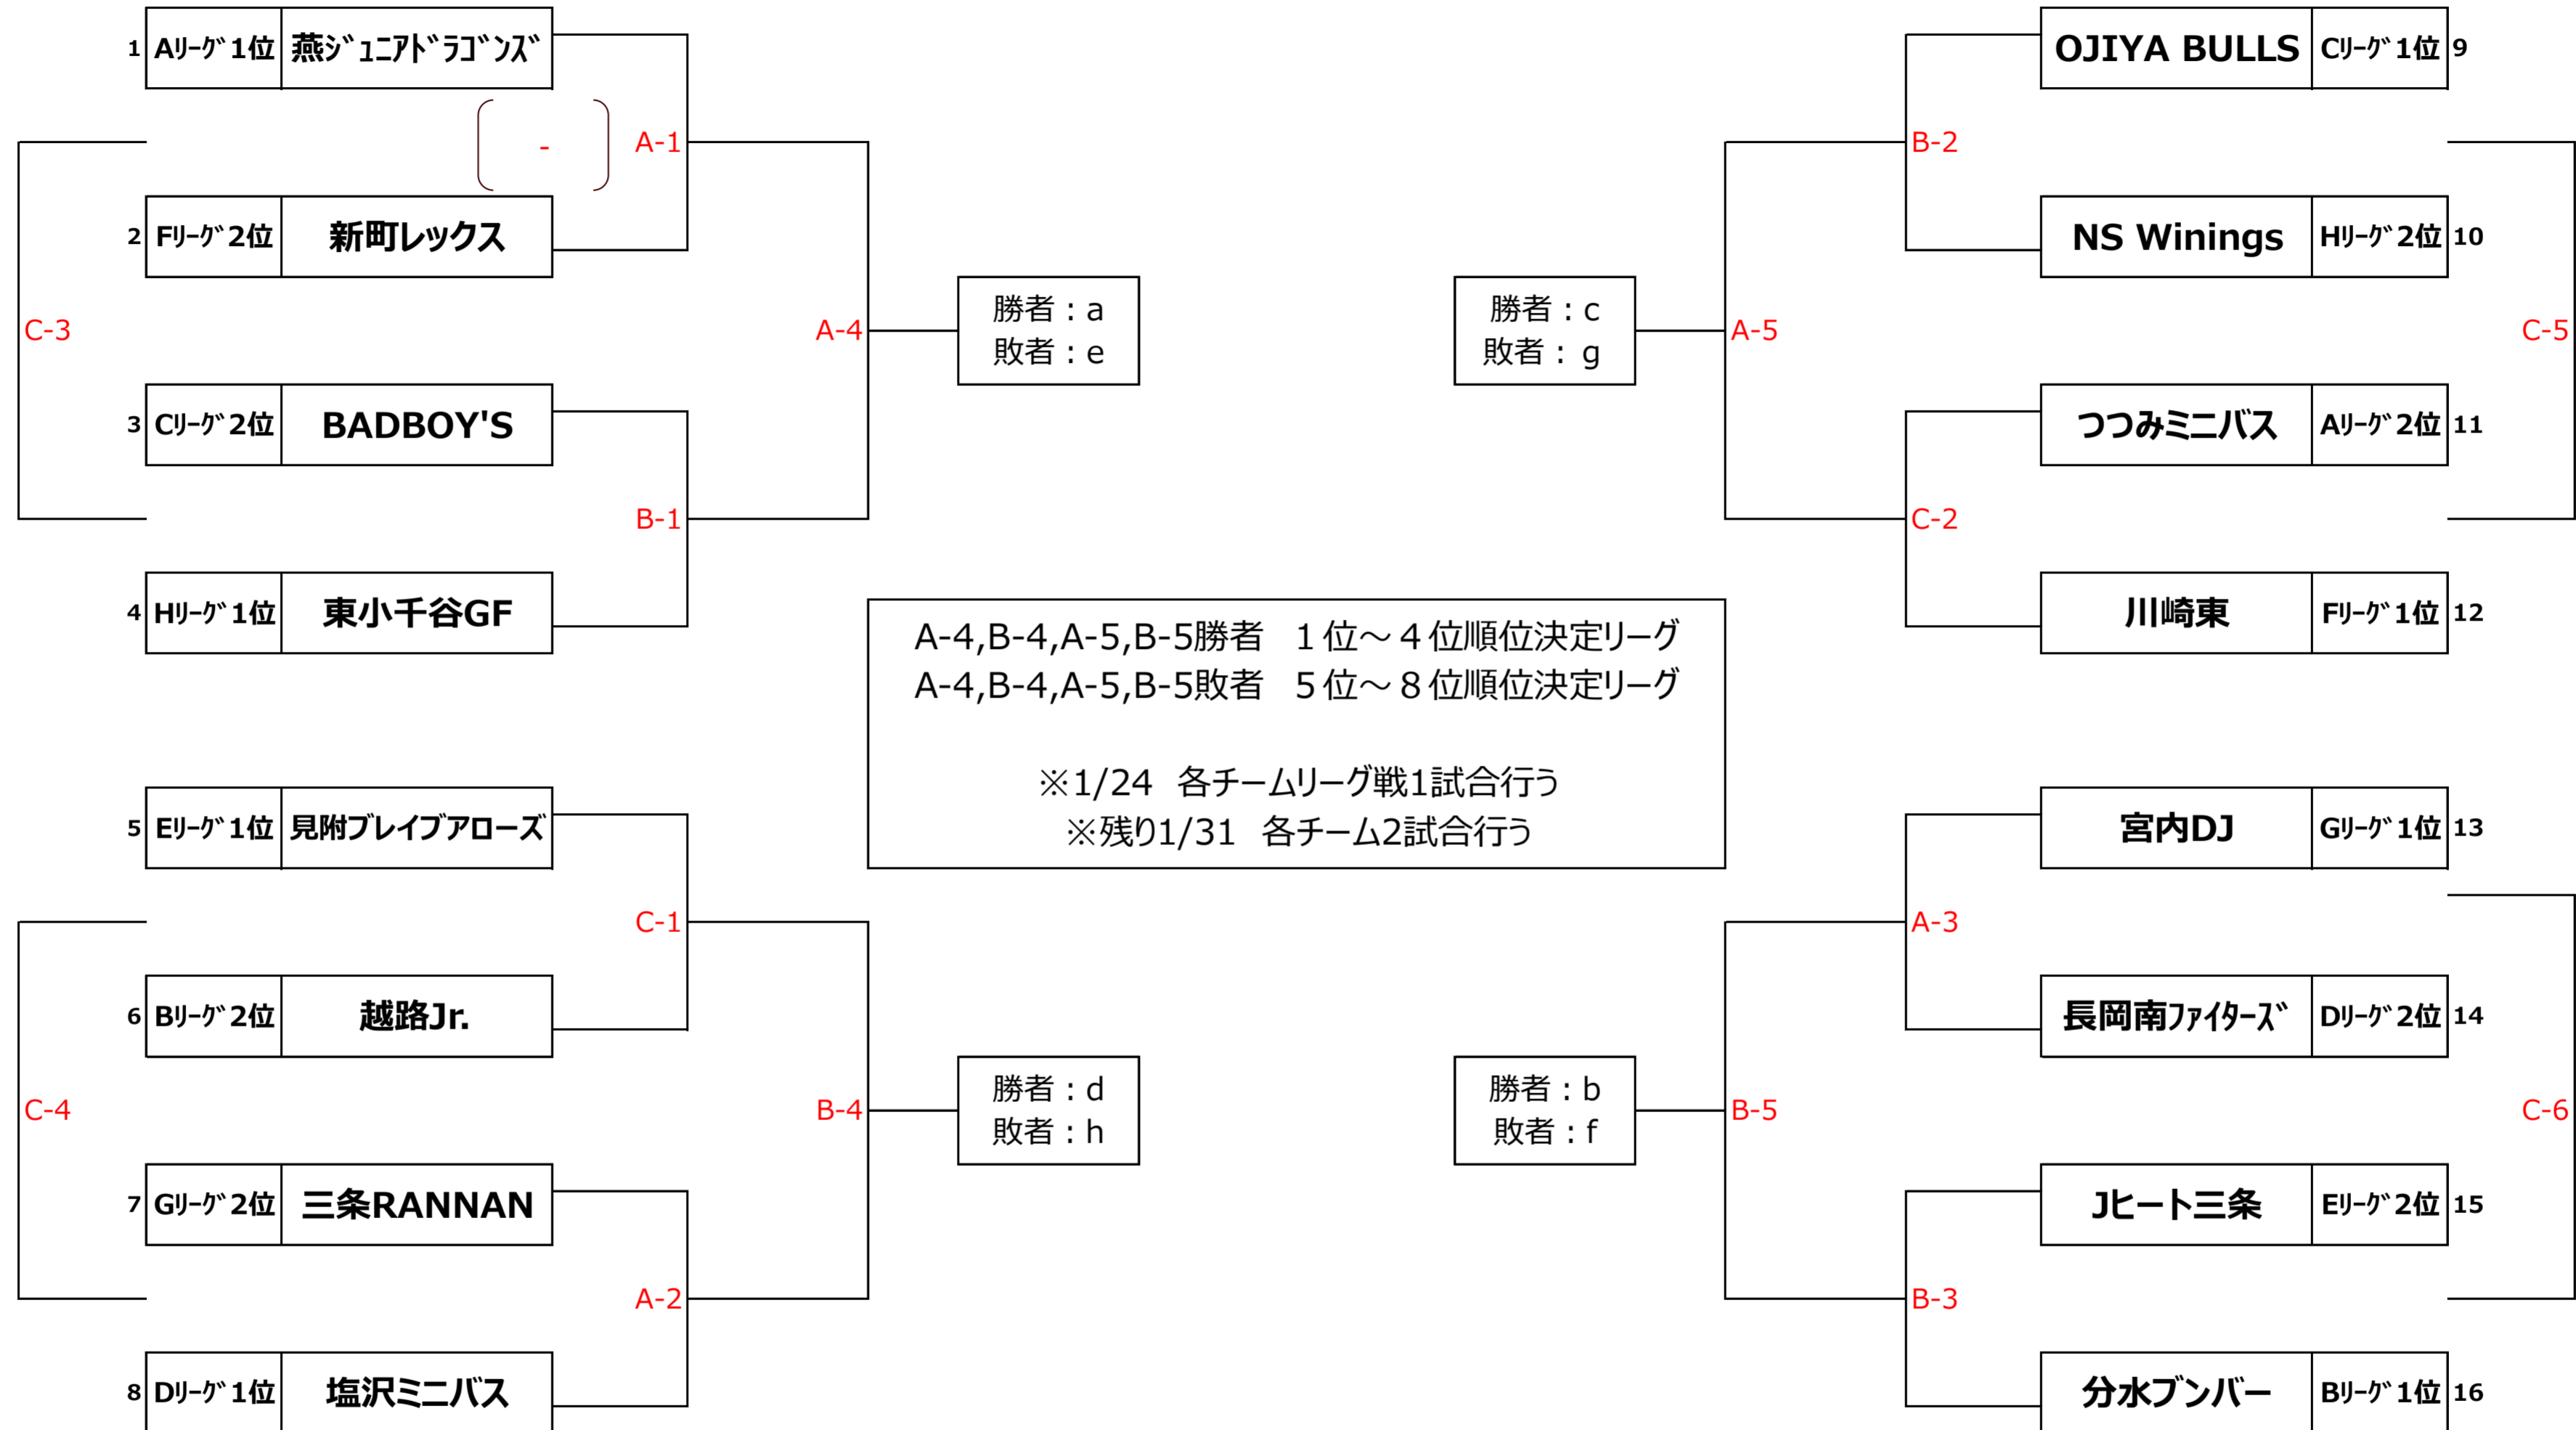 1 Aﾘｰｸﾞ1位 燕ｼﾞｭﾆｱﾄﾞﾗｺﾞﾝｽﾞ
-
A-1
2 Fﾘｰｸﾞ2位 新町レックス
C-3
A-4
勝者：a
敗者：e
3 Cﾘｰｸﾞ2位 BADBOY'S
B-1
4 Hﾘｰｸﾞ1位 東小千谷GF
5 Eﾘｰｸﾞ1位 見附ブレイブアローズ
C-1
6 Bﾘｰｸﾞ2位 越路Jr.
C-4
B-4
勝者：d
敗者：h
7 Gﾘｰｸﾞ2位 三条RANNAN
A-2
8 Dﾘｰｸﾞ1位 塩沢ミニバス
A-4,B-4,A-5,B-5勝者　１位～４位順位決定リーグ
A-4,B-4,A-5,B-5敗者　５位～８位順位決定リーグ
※1/24　各チームリーグ戦1試合行う
※残り1/31　各チーム2試合行う
OJIYA BULLS Cﾘｰｸﾞ1位 9
B-2
NS Winings Hﾘｰｸﾞ2位 10
勝者：c
敗者：g
A-5
C-5
つつみミニバス Aﾘｰｸﾞ2位 11
C-2
川崎東 Fﾘｰｸﾞ1位 12
宮内DJ Gﾘｰｸﾞ1位 13
A-3
長岡南ﾌｧｲﾀｰｽﾞ Dﾘｰｸﾞ2位 14
勝者：b
敗者：f
B-5
C-6
Jヒート三条 Eﾘｰｸﾞ2位 15
B-3
分水ブンバー Bﾘｰｸﾞ1位 16